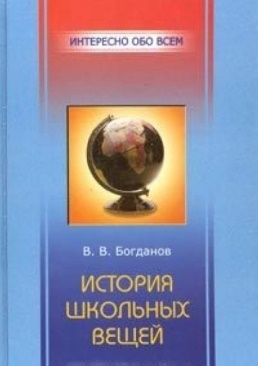 ИНТЕРЕСНО ОБО ВСЕМ
В. В. Богданов
ИСТОРИЯ
ШКОЛЬНЫХ
ВЕЩЕЙ